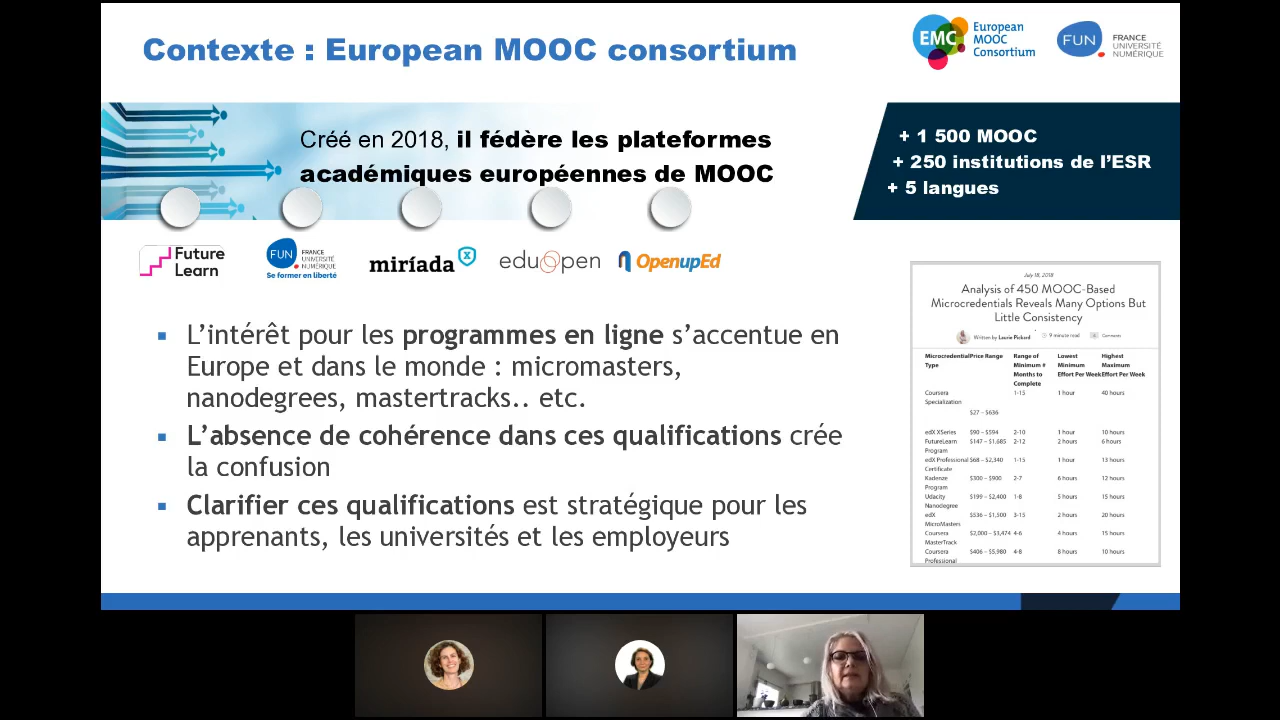 Contexte : European MOOC consortium
EMC
European
MOOC
Consortium
FUN
FRANCE
UNIVERSITÉ
NUMÉRIQUE
Créé en 2018, il fédère les plateformes
académiques européennes de MOOC
+ 1 500 MOOC
+ 250 institutions de l’ESR
+ 5 langues
Future
Learn
FUN
FRANCE
UNIVERSITÉ
NUMÉRIQUE
Se former en liberté
miríada x
eduopen
OpenupEd
▪ L’intérêt pour les programmes en ligne s’accentue en
Europe et dans le monde : micromasters,
nanodegrees, mastertracks.. etc.
▪ L’absence de cohérence dans ces qualifications crée
la confusion
▪ Clarifier ces qualifications est stratégique pour les
apprenants, les universités et les employeurs
July 18, 2018
Analysis of 450 MOOC-Based
Microcredentials Reveals Many Options But
Little Consistency
Written by Laurie Pickard 9 minute read 6 Comments
Microcredential Price Range Range of Lowest Highest
Type Minimum # Minimum Maximum
Months to Effort Per Week Effort Per Week
Complete
Coursera 1-15 1 hour 40 hours
Specialization
$27 – $636
edX XSeries $90 – $594 2-10 1 hour 10 hours
FutureLearn $147 – $1,685 2-12 2 hours 6 hours
Program
edX Professional $68 – $2,340 1-15 1 hour 13 hours
Certificate
Kadenze $300 – $900 2-7 6 hours 12 hours
Program
Udacity $199 – $2,400 1-8 5 hours 15 hours
Nanodegree
edX $536 – $1,500 3-15 2 hours 20 hours
MicroMasters
Coursera $2,000 – $3,474 4-6 4 hours 15 hours
MasterTrack
Coursera $406 – $5,980 4-8 8 hours 10 hours
Professional